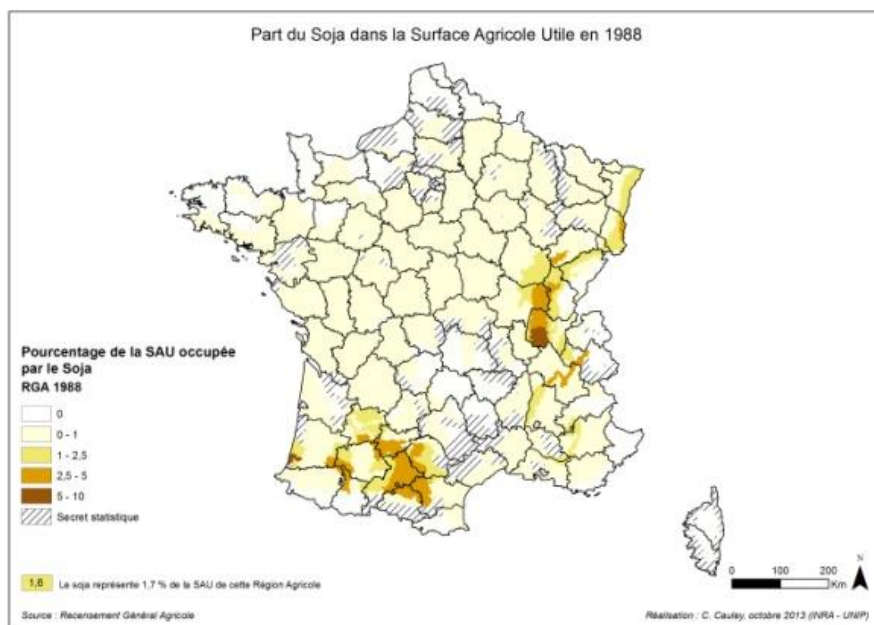 Part du Soja dans la Surface Agricole Utile en 1988
Pourcentage de la SAU occupée
par le Soja
RGA 1988
0
0 - 1
1 - 2,5
2,5 - 5
5 - 10
Secret statistique
1,6 Le soja représente 1,7 % de la SAU de cette Région Agricole
N
0 100 200
Km
Source : Recensement Général Agricole
Réalisation : C. Cauley, octobre 2013 (INRA - UNIP)